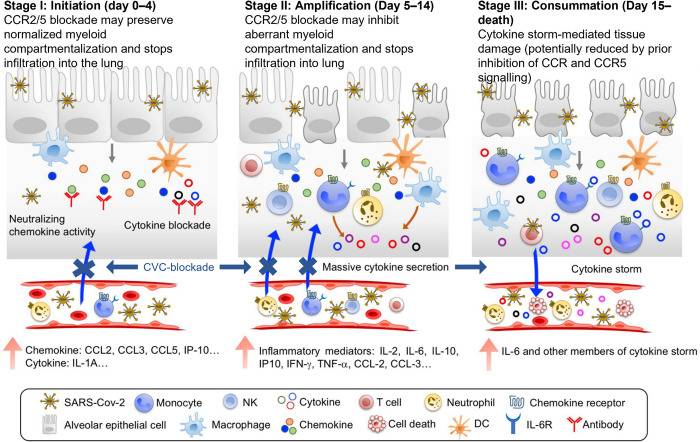 Stage I: Initiation (day 0–4)
CCR2/5 blockade may preserve
normalized myeloid
compartmentalization and stops
infiltration into the lung
Stage II: Amplification (Day 5–14)
CCR2/5 blockade may inhibit
aberrant myeloid
compartmentalization and stops
infiltration into lung
Stage III: Consummation (Day 15–
death)
Cytokine storm-mediated tissue
damage (potentially reduced by prior
inhibition of CCR and CCR5
signalling)
Neutralizing
chemokine activity
Cytokine blockade
CVC-blockade
Massive cytokine secretion
Cytokine storm
Chemokine: CCL2, CCL3, CCL5, IP-10...
Cytokine: IL-1A...
Inflammatory mediators: IL-2, IL-6, IL-10,
IP10, IFN-γ, TNF-α, CCL-2, CCL-3...
IL-6 and other members of cytokine storm
SARS-Cov-2
Monocyte
NK
Cytokine
T cell
Neutrophil
Chemokine receptor
Alveolar epithelial cell
Macrophage
Chemokine
Cell death
DC
IL-6R
Antibody